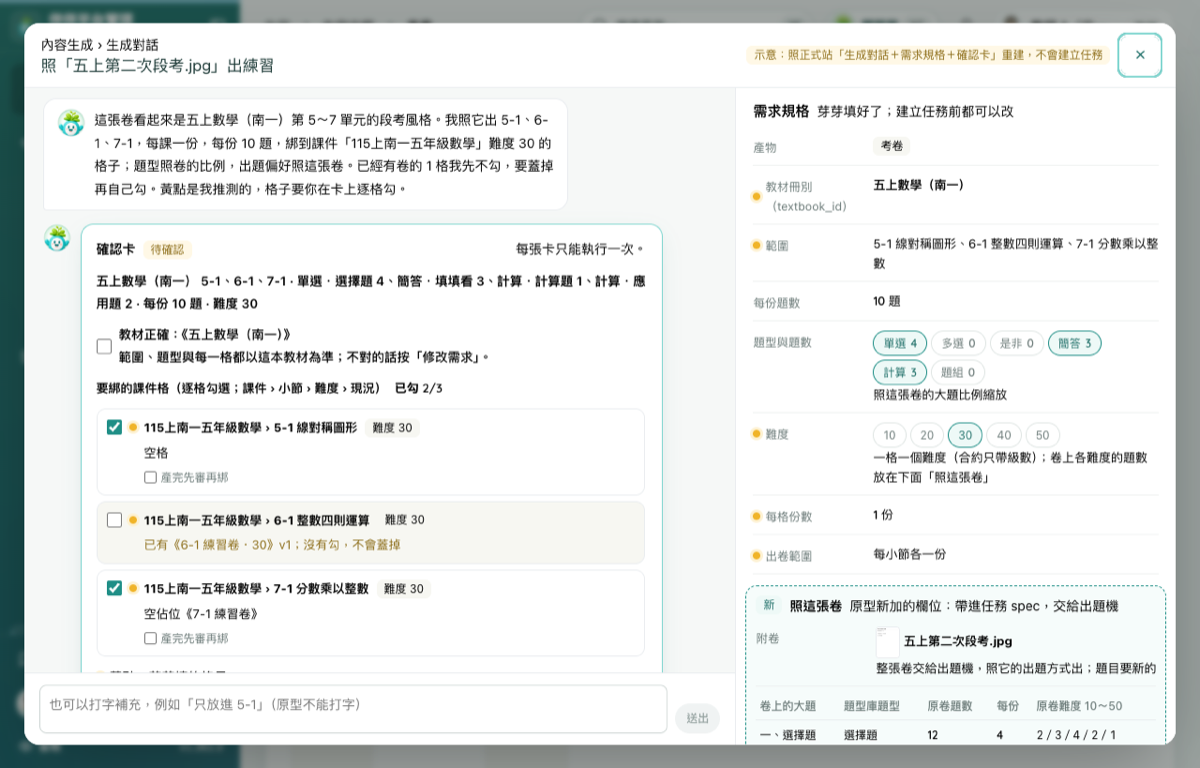 內容生成 › 生成對話
照「五上第二次段考.jpg」出練習
示意：照正式站「生成對話＋需求規格＋確認卡」重建，不會建立任務
×
這張卷看起來是五上數學（南一）第 5～7 單元的段考風格。我照它出 5-1、6-
1、7-1，每課一份，每份 10 題，綁到課件「115上南一五年級數學」難度 30 的
格子；題型照卷的比例，出題偏好照這張卷。已經有卷的 1 格我先不勾，要蓋掉
再自己勾。黃點是我推測的，格子要你在卡上逐格勾。
確認卡 待確認 每張卡只能執行一次。
五上數學（南一） 5-1、6-1、7-1 · 單選．選擇題 4、簡答．填填看 3、計算．計算題 1、計算．應
用題 2 · 每份 10 題 · 難度 30
教材正確：《五上數學（南一）》
範圍、題型與每一格都以這本教材為準；不對的話按「修改需求」。
要綁的課件格（逐格勾選；課件 › 小節 › 難度 › 現況） 已勾 2/3
115上南一五年級數學 › 5-1 線對稱圖形 難度 30
空格
產完先審再綁
115上南一五年級數學 › 6-1 整數四則運算 難度 30
已有《6-1 練習卷 · 30》v1；沒有勾，不會蓋掉
115上南一五年級數學 › 7-1 分數乘以整數 難度 30
空佔位《7-1 練習卷》
產完先審再綁
也可以打字補充，例如「只放進 5-1」（原型不能打字）
送出
需求規格 芽芽填好了；建立任務前都可以改
產物 考卷
教材冊別
（textbook_id）
五上數學（南一）
範圍 5-1 線對稱圖形、6-1 整數四則運算、7-1 分數乘以整
數
每份題數 10 題
題型與題數 單選 4 多選 0 是非 0 簡答 3
計算 3 題組 0
照這張卷的大題比例縮放
難度 10 20 30 40 50
一格一個難度（合約只帶級數）；卷上各難度的題數
放在下面「照這張卷」
每格份數 1 份
出卷範圍 每小節各一份
新 照這張卷 原型新加的欄位：帶進任務 spec，交給出題機
附卷 五上第二次段考.jpg
整張卷交給出題機，照它的出題方式出；題目要新的
卷上的大題 題型庫題型 原卷題數 每份 原卷難度 10～50
一、選擇題 選擇題 12 4 2 / 3 / 4 / 2 / 1